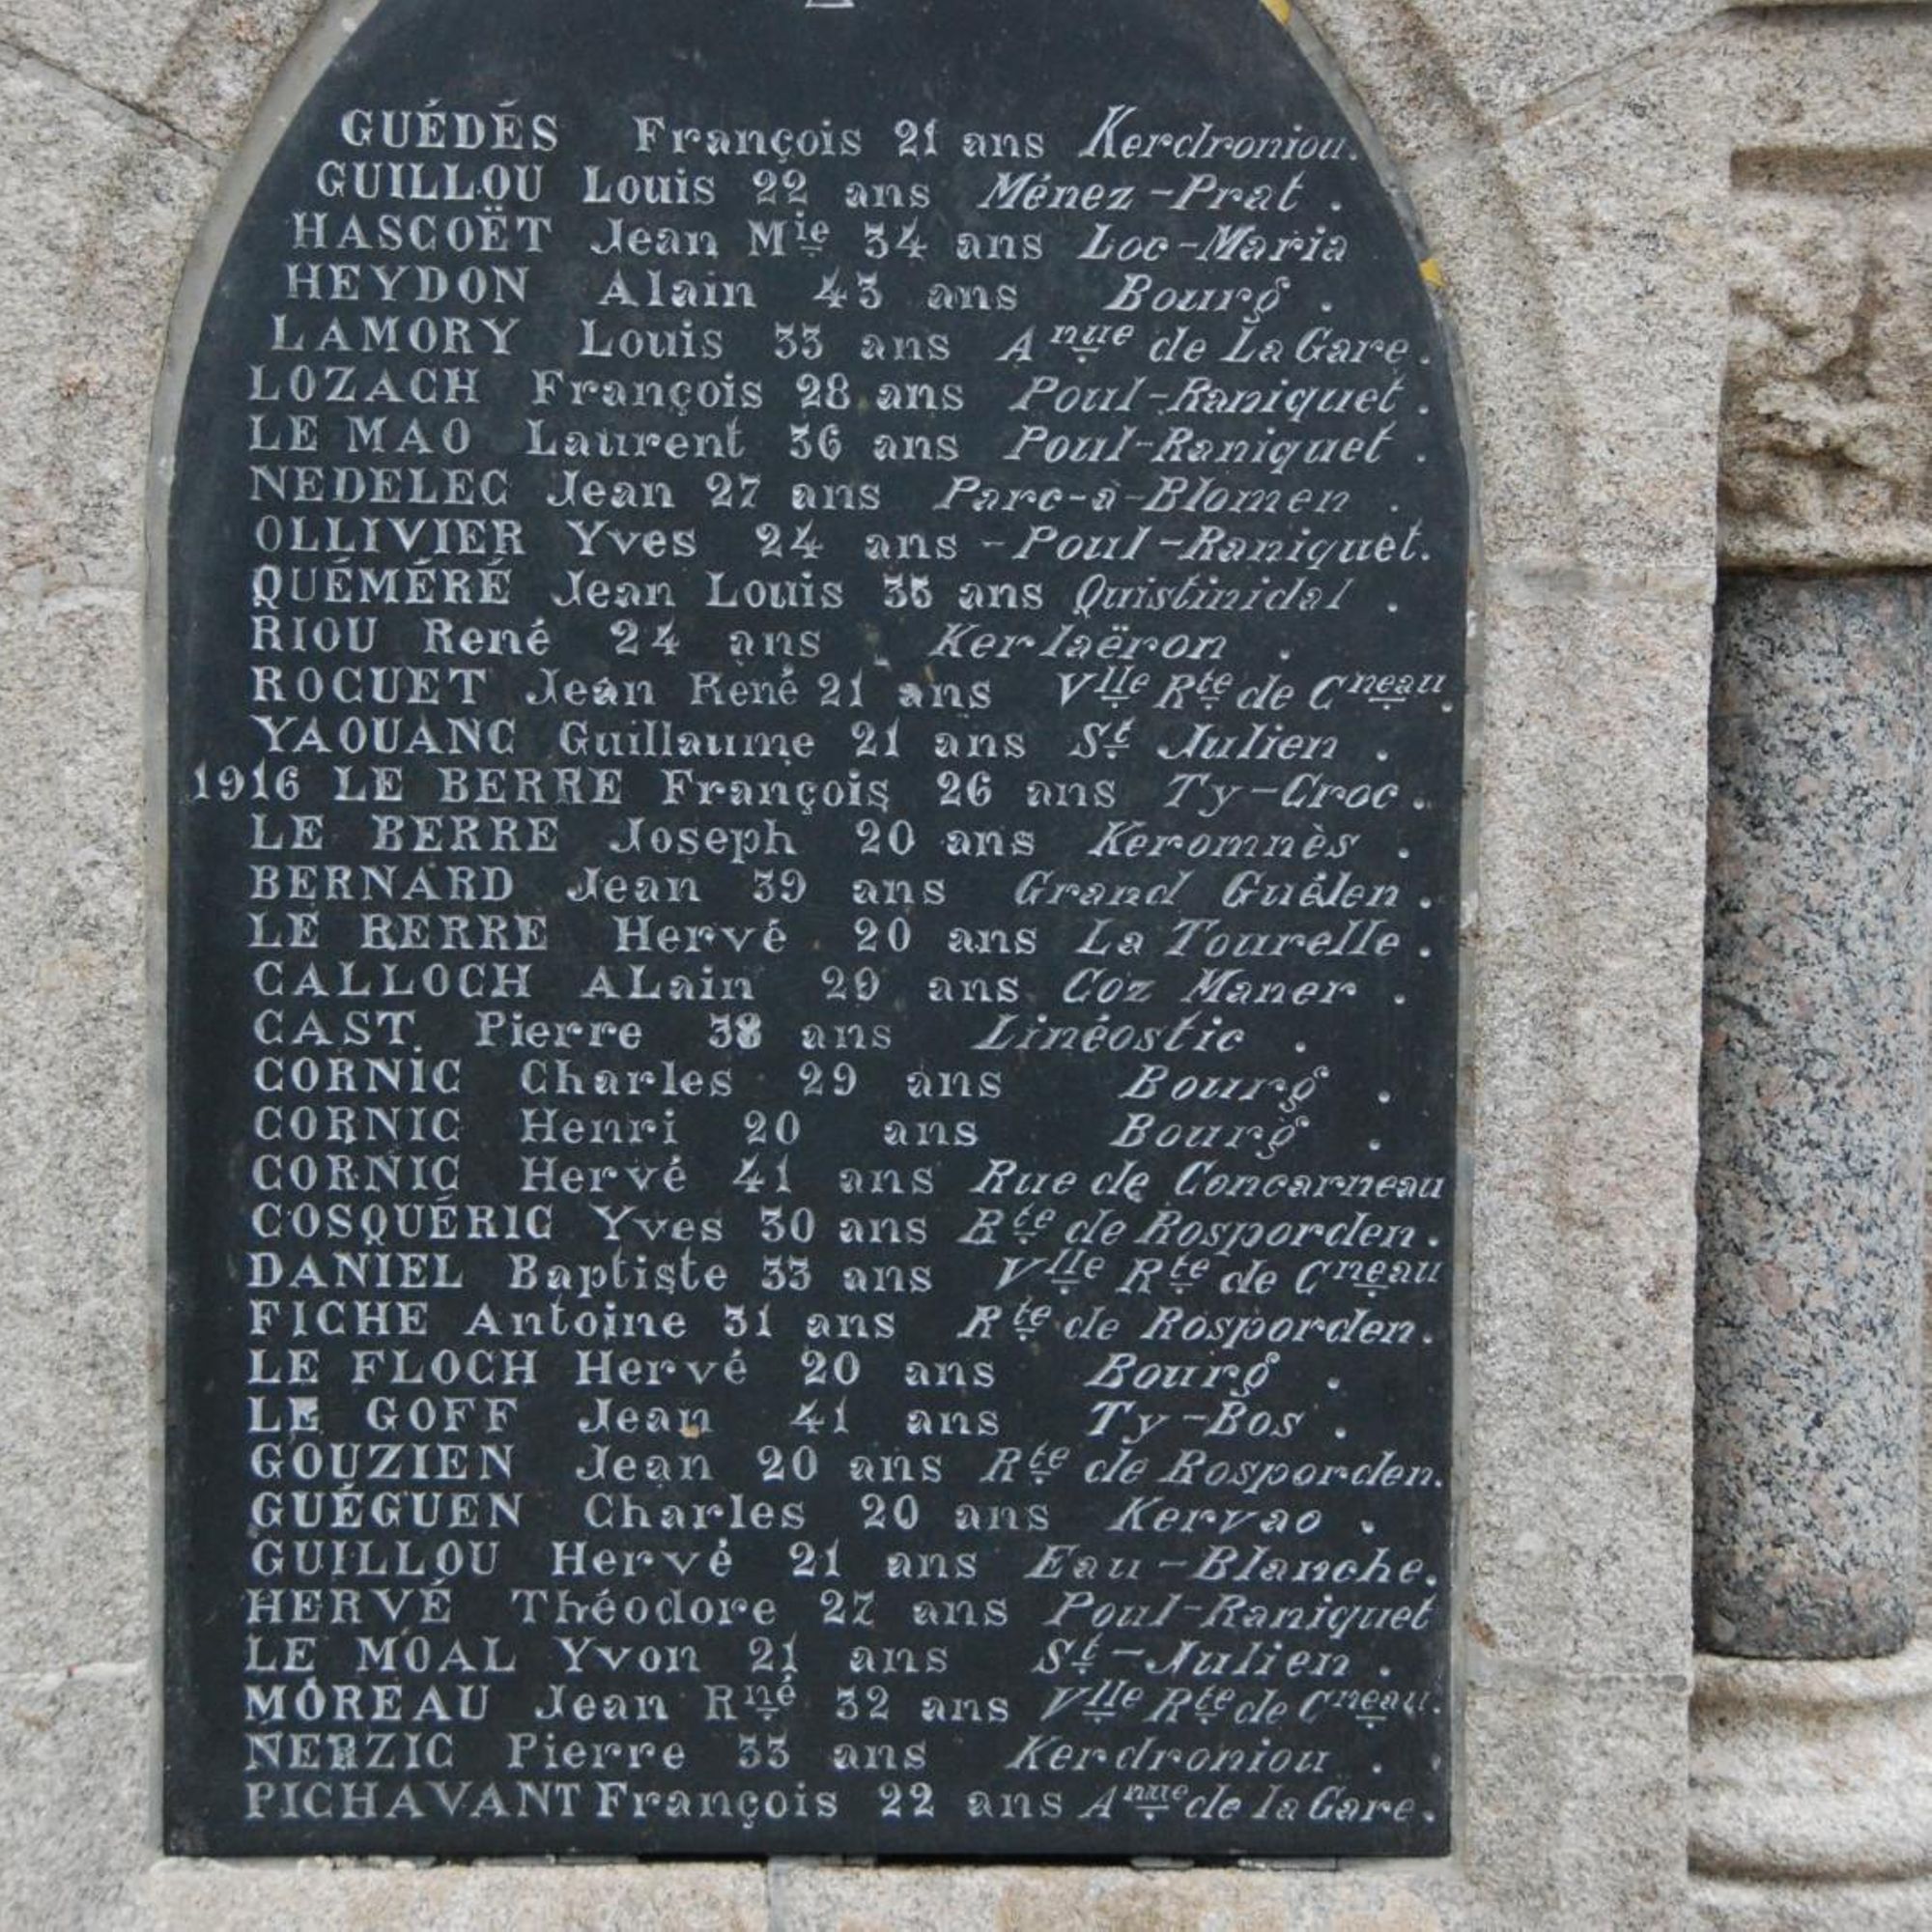 GUÉDÉS François 21 ans Kerdroniou.
GUILLOU Louis 22 ans Ménez-Prat.
HASCOËT Jean Mie 34 ans Loc-Maria
HEYDON Alain 43 ans Bourg.
LAMORY Louis 33 ans Anue de La Gare.
LOZACH François 28 ans Poul-Raniquet.
LE MAO Laurent 36 ans Poul-Raniquet.
NEDELEC Jean 27 ans Parc-à-Blomen.
OLLIVIER Yves 24 ans - Poul-Raniquet.
QUÉMÉRÉ Jean Louis 35 ans Quistinidal.
RIOU René 24 ans Kerlaëron.
ROCUET Jean René 21 ans Vlle Rte de Cneau.
YAOUANC Guillaume 21 ans St Julien.
1916 LE BERRE François 26 ans Ty-Croc.
LE BERRE Joseph 20 ans Keromnès.
BERNARD Jean 39 ans Grand Guélen.
LE BERRE Hervé 20 ans La Tourelle.
CALLOCH ALain 29 ans Coz Maner.
CAST Pierre 38 ans Linéostic.
CORNIC Charles 29 ans Bourg.
CORNIC Henri 20 ans Bourg.
CORNIC Hervé 41 ans Rue de Concarneau
COSQUÉRIC Yves 30 ans Rte de Rosporden.
DANIEL Baptiste 33 ans Vlle Rte de Cneau
FICHE Antoine 31 ans Rte de Rosporden.
LE FLOCH Hervé 20 ans Bourg.
LE GOFF Jean 41 ans Ty-Bos.
GOUZIEN Jean 20 ans Rte de Rosporden.
GUÉGUEN Charles 20 ans Kervao.
GUILLOU Hervé 21 ans Eau-Blanche.
HERVÉ Théodore 27 ans Poul-Raniquet
LE MOAL Yvon 21 ans St-Julien.
MOREAU Jean Rné 32 ans Vlle Rte de Cneau.
NERZIC Pierre 33 ans Kerdroniou.
PICHAVANT François 22 ans Anue de la Gare.